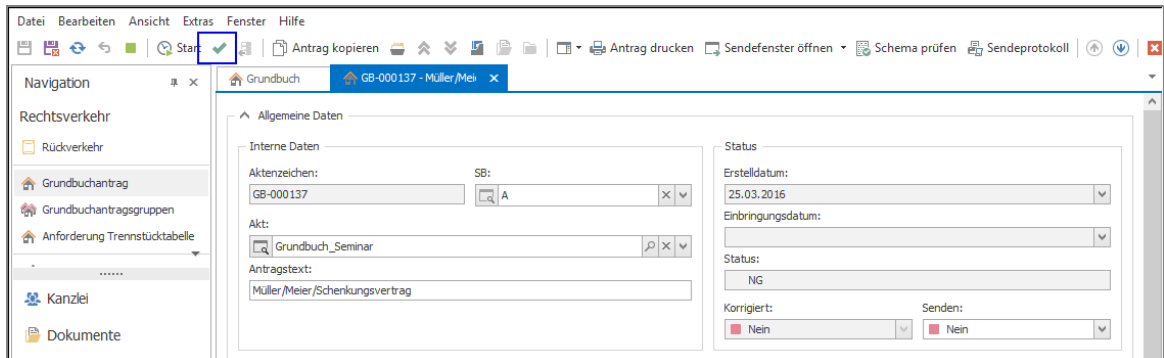 Datei Bearbeiten Ansicht Extras Fenster Hilfe
Start Antrag kopieren Antrag drucken Sendefenster öffnen Schema prüfen Sendeprotokoll
Navigation
Grundbuch
GB-000137 - Müller/Mei
Rechtsverkehr
Rückverkehr
Grundbuchantrag
Grundbuchantragsgruppen
Anforderung Trennstücktabelle
Kanzlei
Dokumente
Allgemeine Daten
Interne Daten
Aktenzeichen: SB:
GB-000137 A
Akt:
Grundbuch_Seminar
Antragstext:
Müller/Meier/Schenkungsvertrag
Status
Erstelldatum:
25.03.2016
Einbringungsdatum:
Status:
NG
Korrigiert: Senden:
Nein Nein